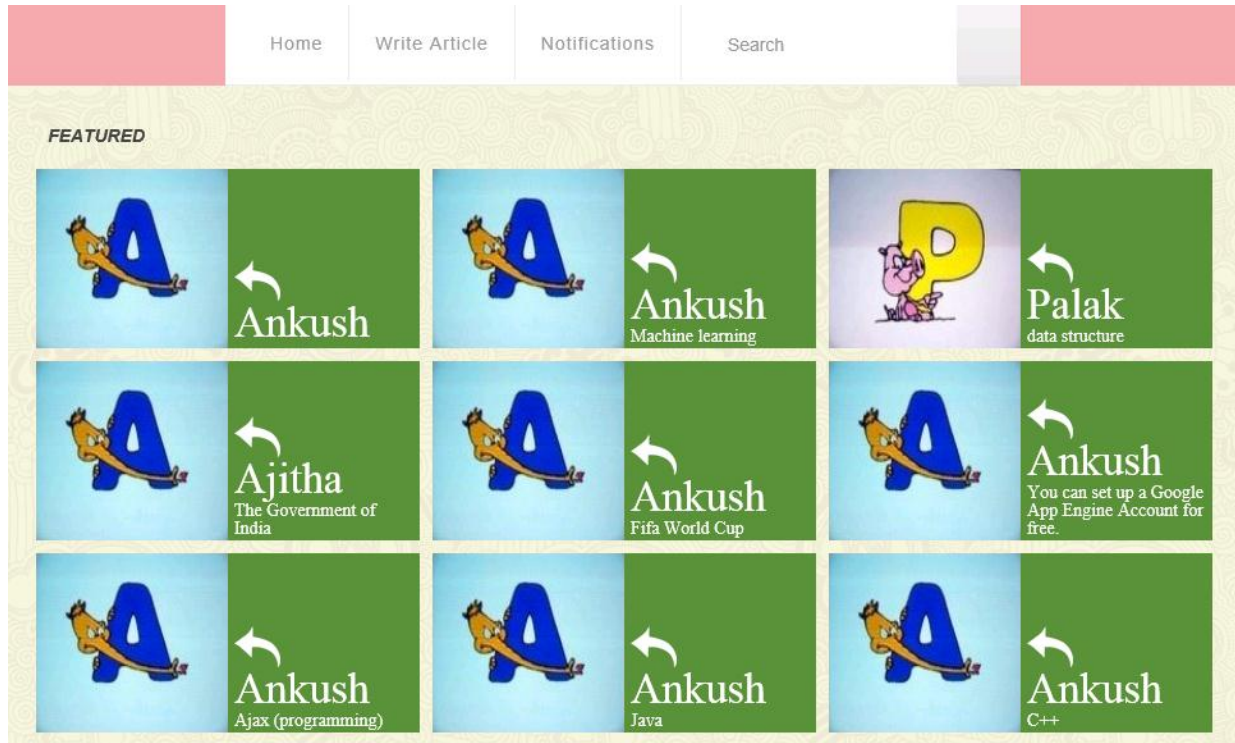 Home
Write Article
Notifications
Search
FEATURED
Ankush
Ankush
Machine learning
Palak
data structure
Ajitha
The Government of
India
Ankush
Fifa World Cup
Ankush
You can set up a Google
App Engine Account for
free.
Ankush
Ajax (programming)
Ankush
Java
Ankush
C++